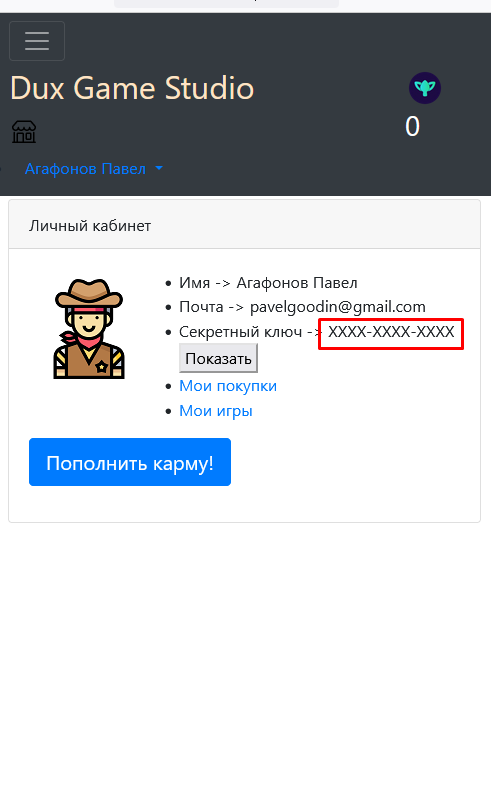 Dux Game Studio
0
Агафонов Павел
Личный кабинет
Имя -> Агафонов Павел
Почта -> pavelgoodin@gmail.com
Секретный ключ -> XXXX-XXXX-XXXX
Показать
Мои покупки
Мои игры
Пополнить карму!